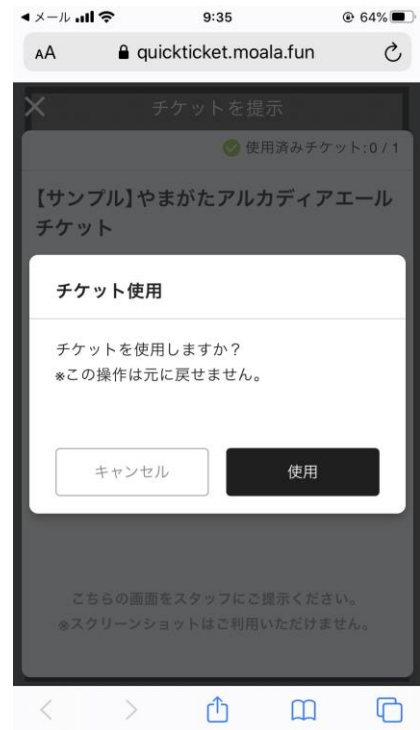 メール 9:35 64%
AA quickticket.moala.fun
チケットを提示
使用済みチケット:0 / 1
【サンプル】やまがたアルカディアエール
チケット
チケット使用
チケットを使用しますか？
※この操作は元に戻せません。
キャンセル 使用
こちらの画面をスタッフにご提示ください。
※スクリーンショットはご利用いただけません。